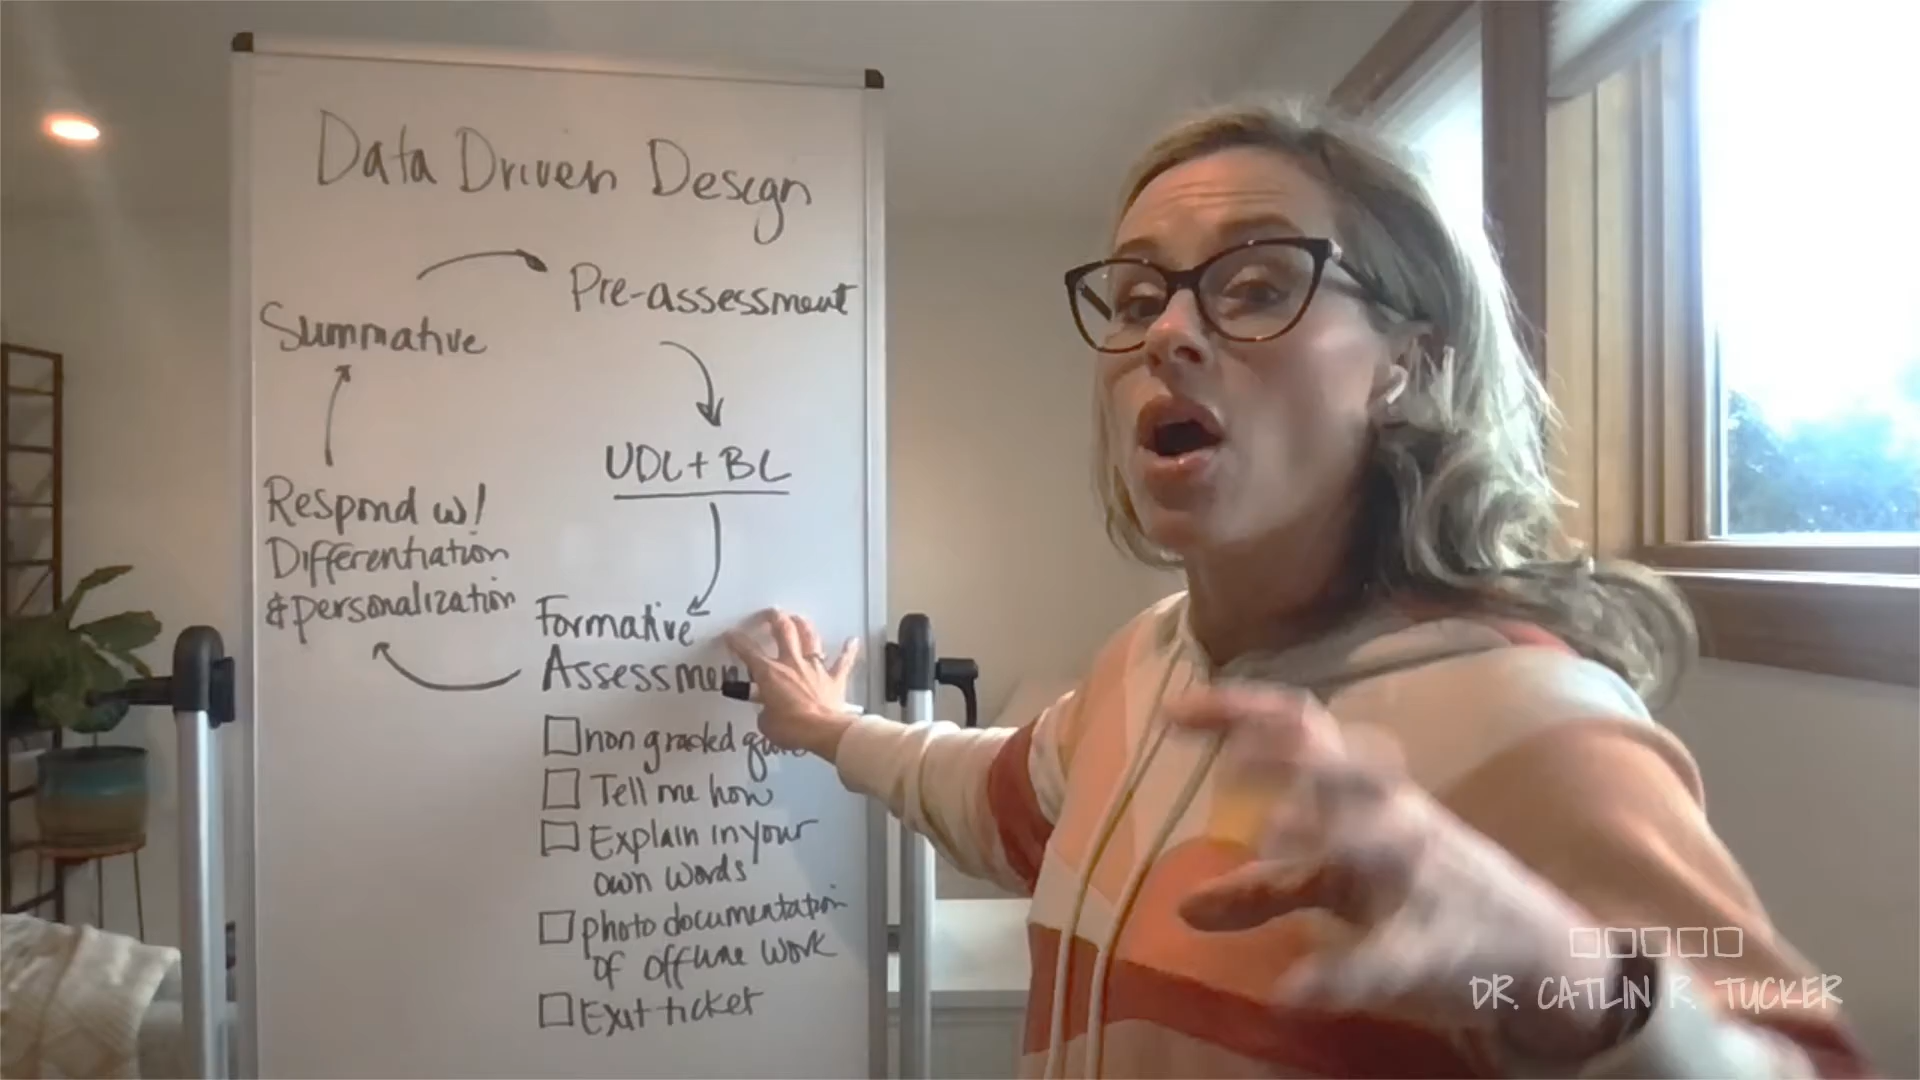 Data Driven Design
Pre-assessment
Summative
UDL + BL
Respond w/
Differentiation
& personalization
Formative
Assessmen
non graded
Tell me how
Explain in your
own words
photo documentation
of offline work
Exit ticket
DR. CATLIN R. TUCKER